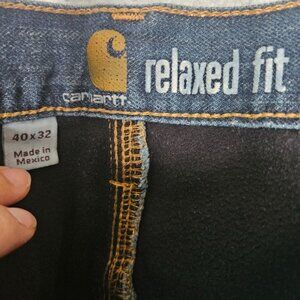 carhartt
relaxed fit
40x32
Made in
Mexico